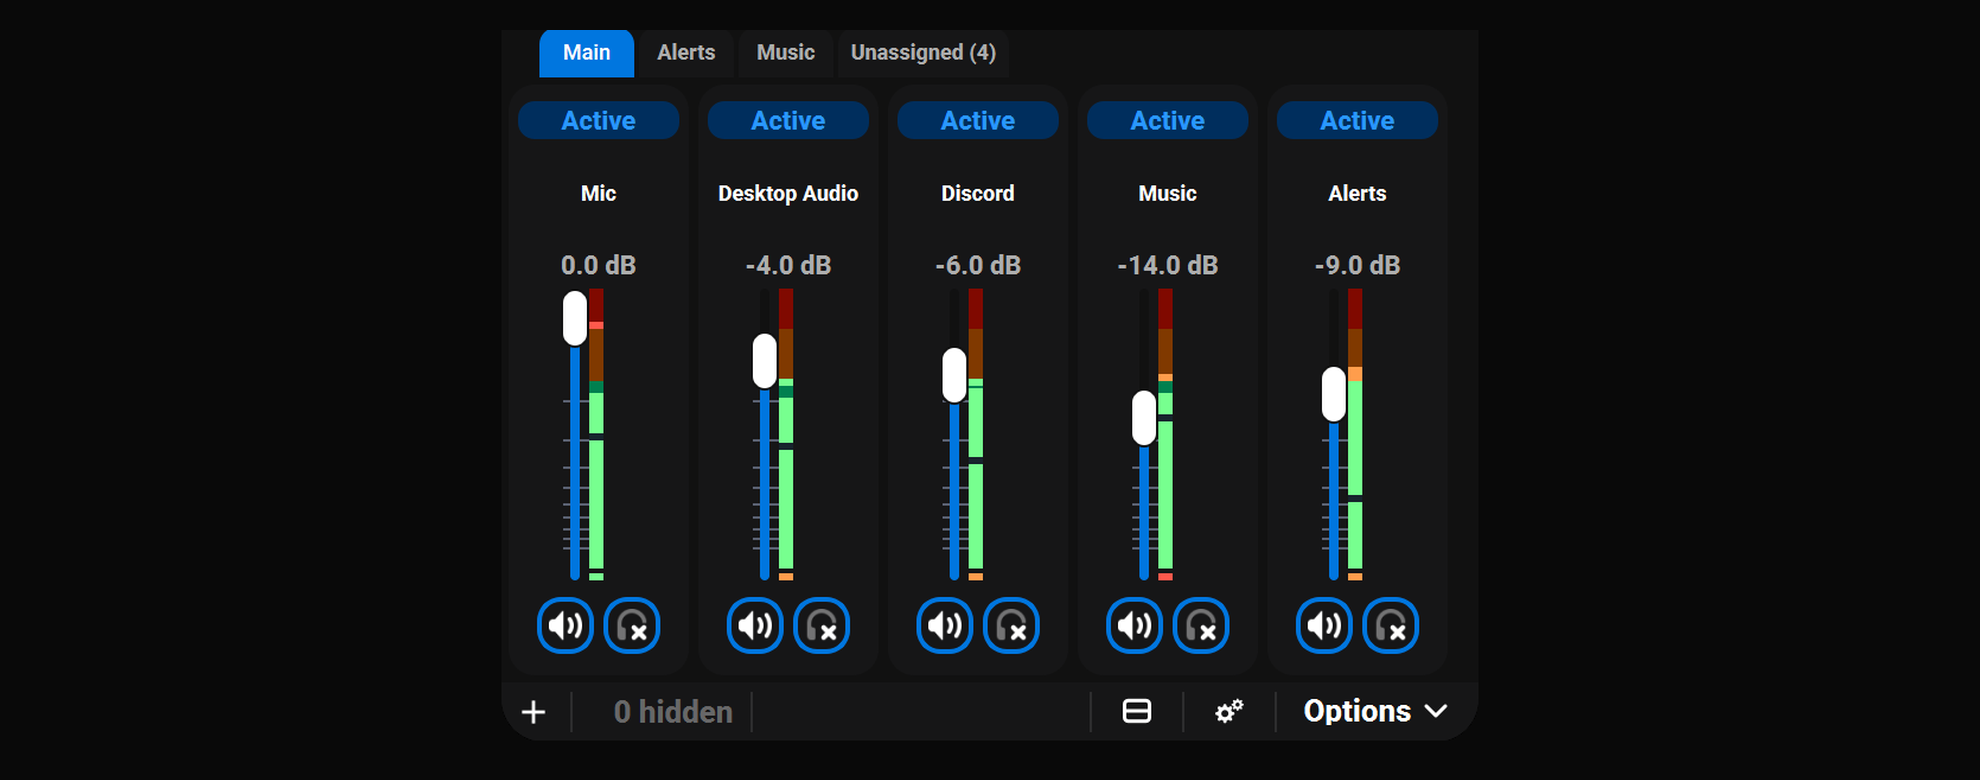 Main Alerts Music Unassigned (4)
Active Active Active Active Active
Mic Desktop Audio Discord Music Alerts
0.0 dB -4.0 dB -6.0 dB -14.0 dB -9.0 dB
0 hidden Options